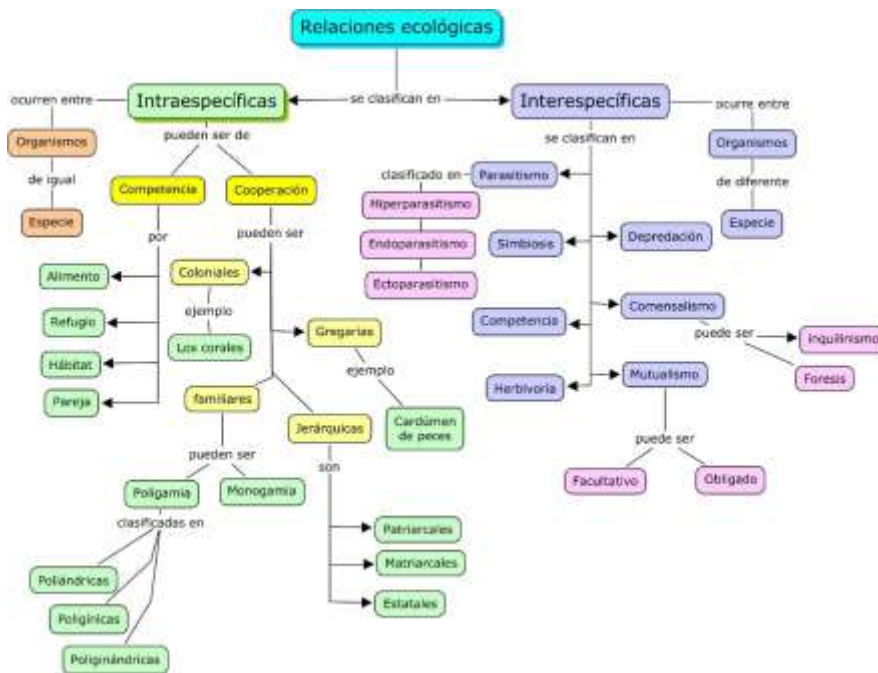 Relaciones ecológicas
ocurren entre
Intraespecíficas
se clasifican en
Interespecíficas
ocurre entre
Organismos
pueden ser de
se clasifican en
Organismos
de igual
Competencia
Cooperación
clasificado en
Parasitismo
de diferente
Especie
Hiperparasitismo
Especie
por
pueden ser
Endoparasitismo
Simbiosis
Depredación
Alimento
Coloniales
Ectoparasitismo
ejemplo
Refugio
Los corales
Gregarias
Competencia
Comensalismo
puede ser
inquilinismo
Hábitat
ejemplo
Foresis
Pareja
familiares
Herbivoría
Mutualismo
Jerárquicas
Cardúmen
de peces
pueden ser
son
puede ser
Poligamia
Monogamia
Facultativo
Obligado
clasificadas en
Patriarcales
Matriarcales
Poliandricas
Estatales
Poligínicas
Poliginándricas